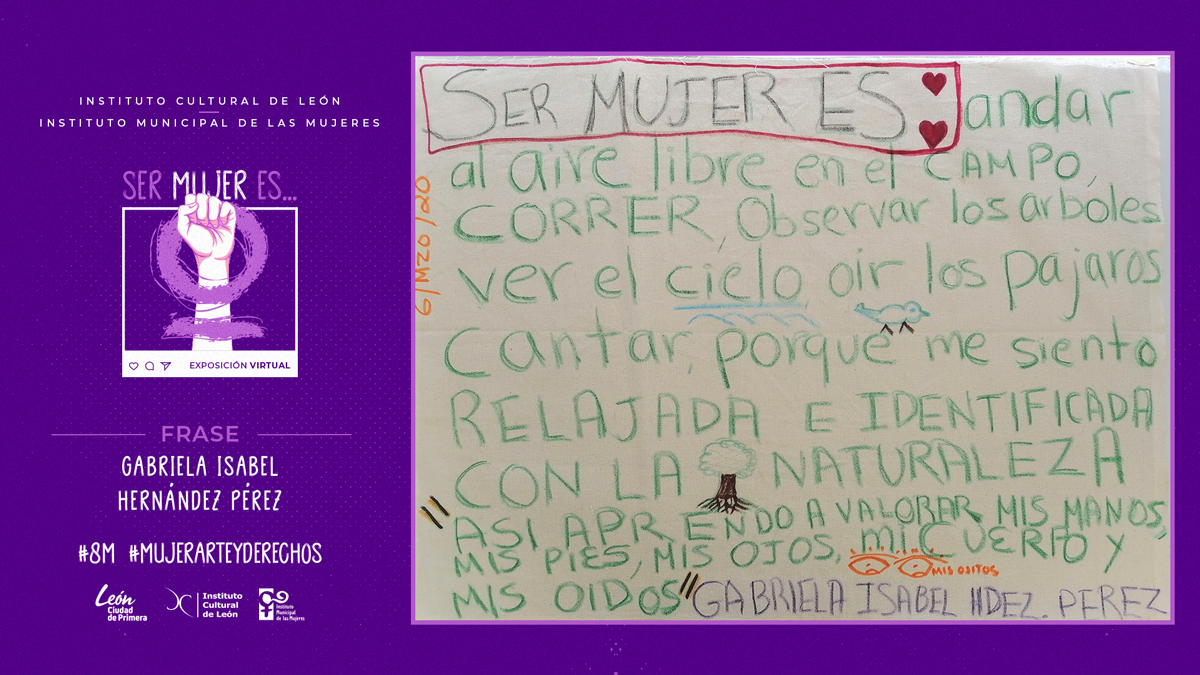 INSTITUTO CULTURAL DE LEÓN
INSTITUTO MUNICIPAL DE LAS MUJERES
SER MUJER ES...
EXPOSICIÓN VIRTUAL
FRASE
GABRIELA ISABEL
HERNÁNDEZ PÉREZ
#8M #MUJERARTEYDERECHOS
León
Ciudad
de Primera
Instituto
Cultural
de León
Instituto
Municipal
de las Mujeres
SER MUJER ES andar
al aire libre en el CAMPO,
CORRER, Observar los arboles
ver el cielo oir los pajaros
Cantar, porque me siento
RELAJADA E IDENTIFICADA
CON LA NATURALEZA
"ASI APRENDO A VALORAR MIS MANOS,
MIS PIES, MIS OJOS, MI CUERPO Y
MIS OJITOS
MIS OIDOS" GABRIELA ISABEL HDEZ. PEREZ
6/MZO/20